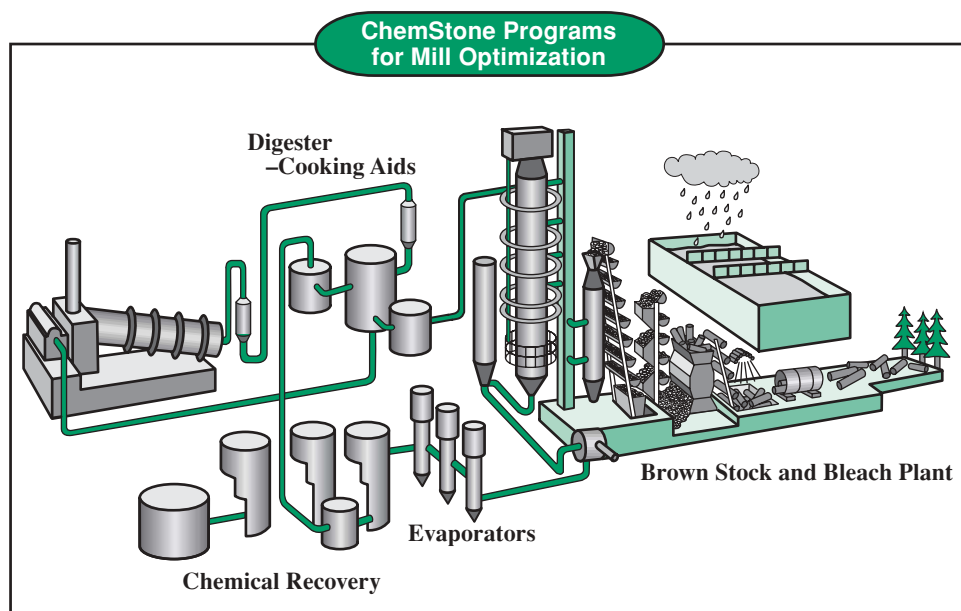 ChemStone Programs
for Mill Optimization
Digester
–Cooking Aids
Brown Stock and Bleach Plant
Evaporators
Chemical Recovery